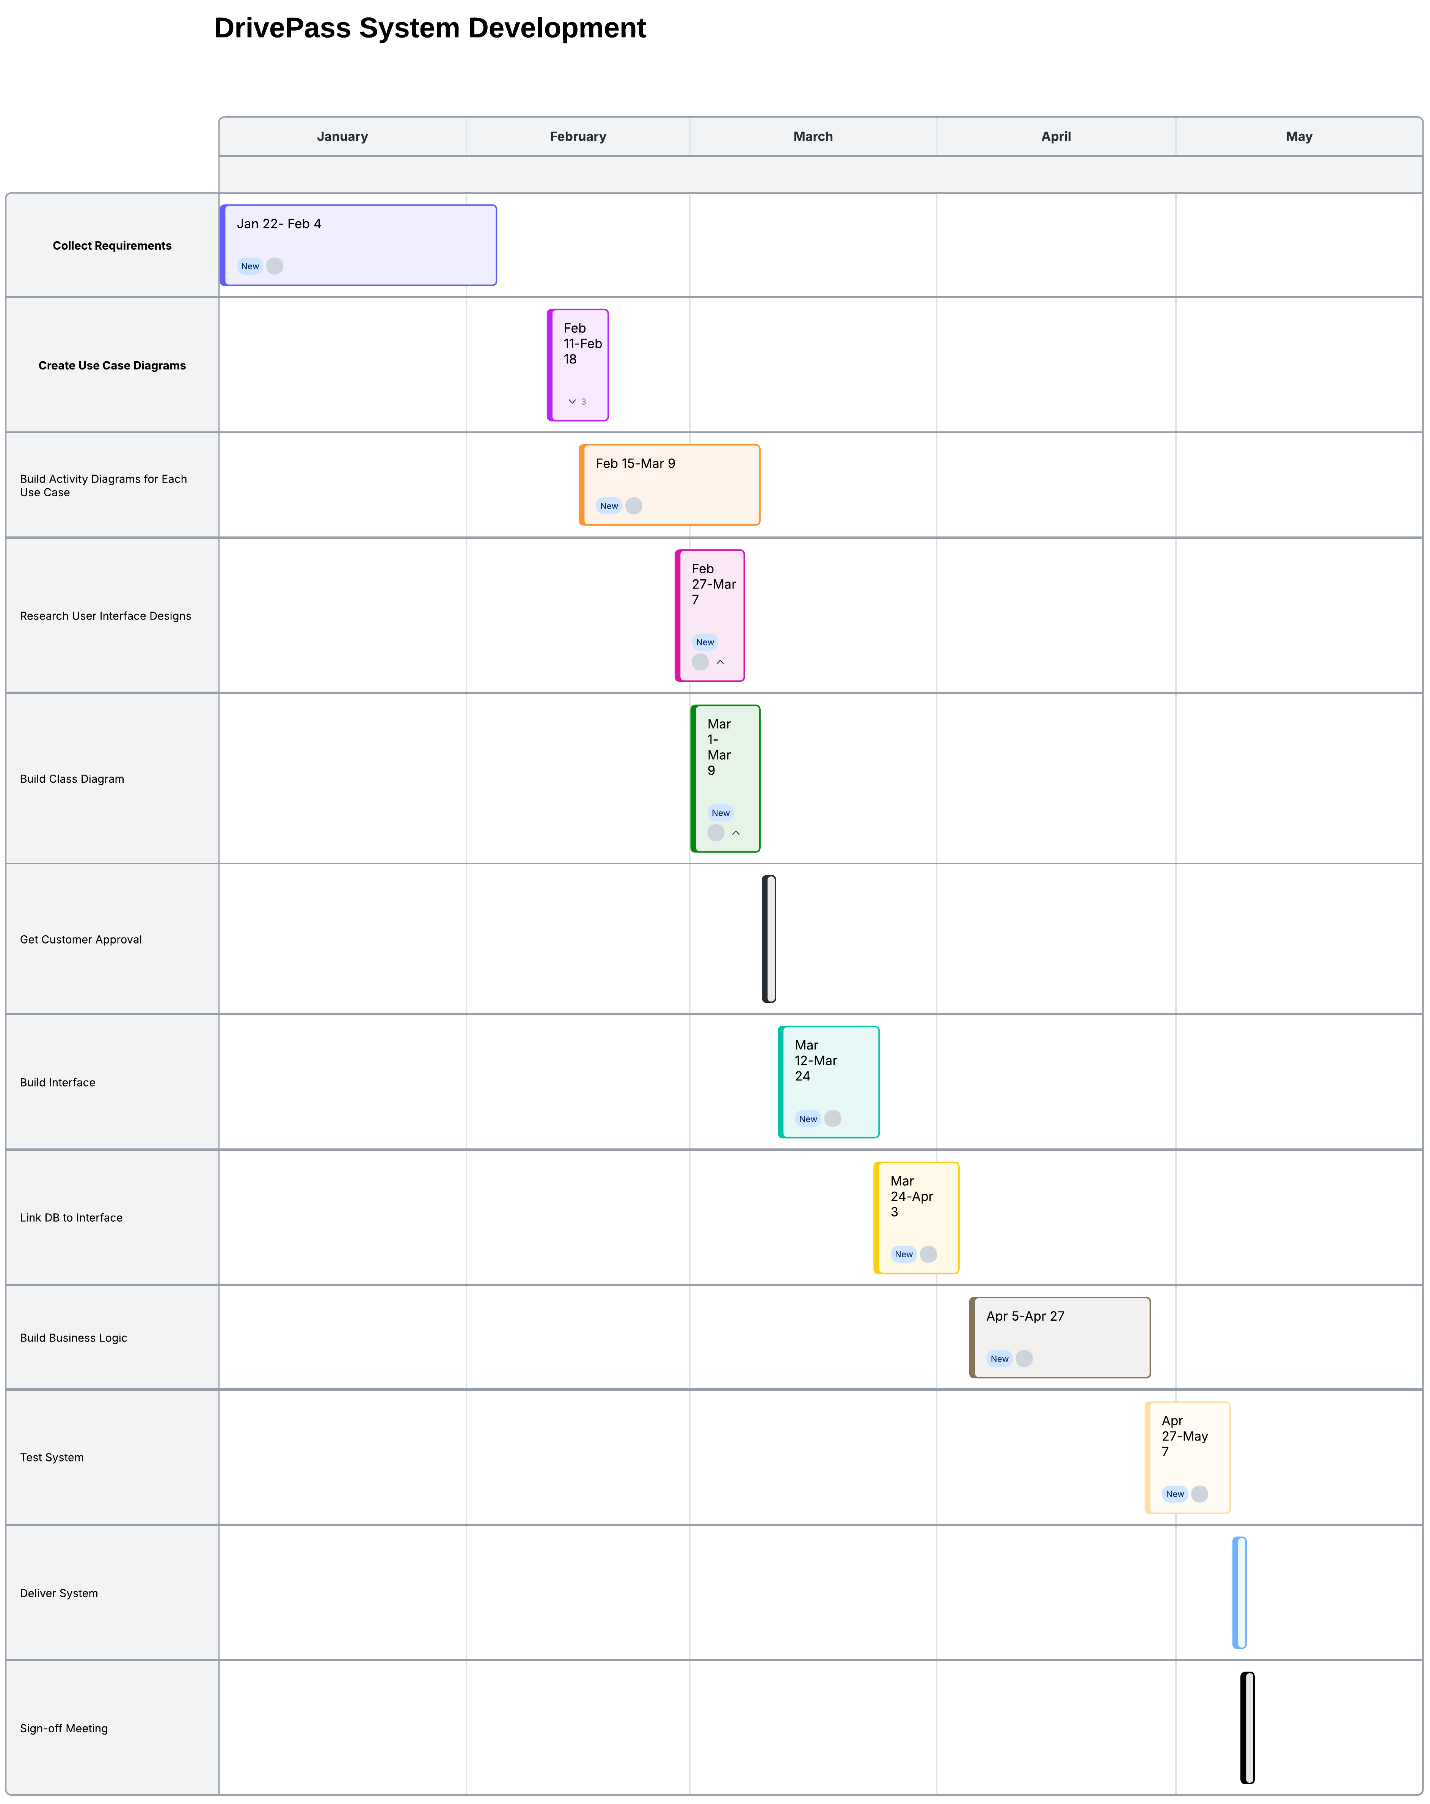 DrivePass System Development
January
February
March
April
May
Collect Requirements
Jan 22- Feb 4
New
Create Use Case Diagrams
Feb
11-Feb
18
3
Build Activity Diagrams for Each
Use Case
Feb 15-Mar 9
New
Research User Interface Designs
Feb
27-Mar
7
New
Build Class Diagram
Mar
1-
Mar
9
New
Get Customer Approval
Build Interface
Mar
12-Mar
24
New
Link DB to Interface
Mar
24-Apr
3
New
Build Business Logic
Apr 5-Apr 27
New
Test System
Apr
27-May
7
New
Deliver System
Sign-off Meeting